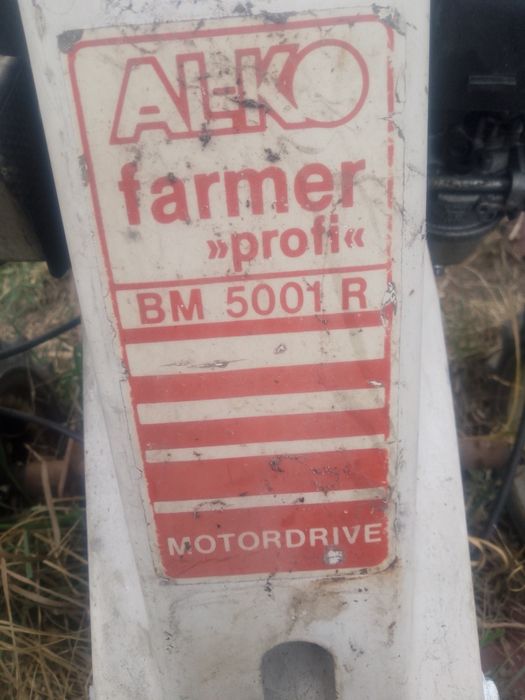 AL-KO
farmer
»profi«
BM 5001 R
MOTORDRIVE